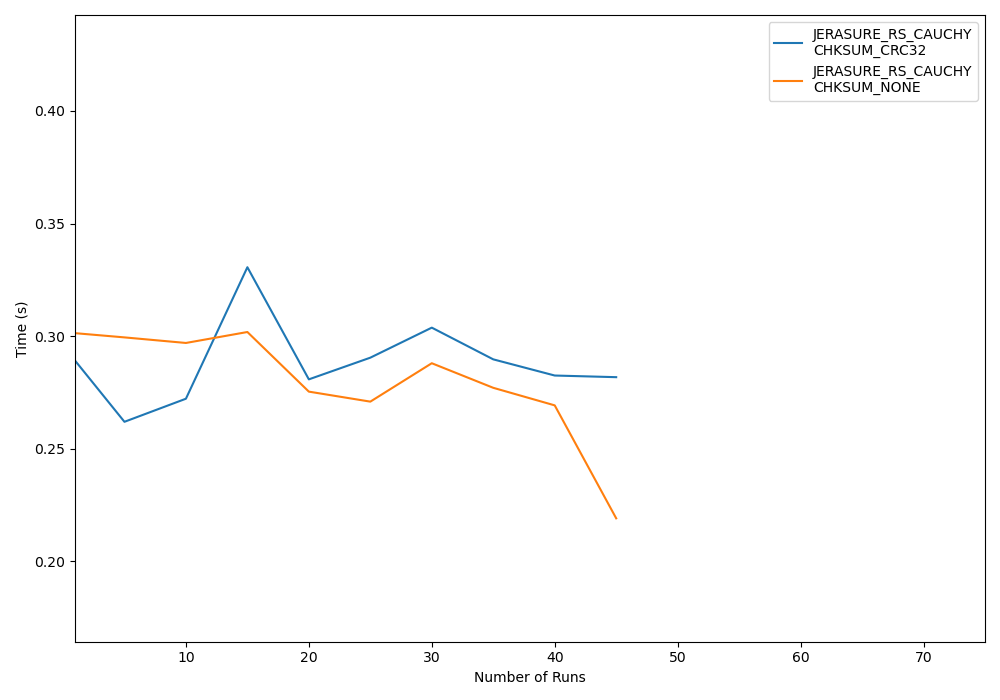 JERASURE_RS_CAUCHY
CHKSUM_CRC32
JERASURE_RS_CAUCHY
CHKSUM_NONE
0.40
0.35
0.30
0.25
0.20
Time (s)
10 20 30 40 50 60 70
Number of Runs